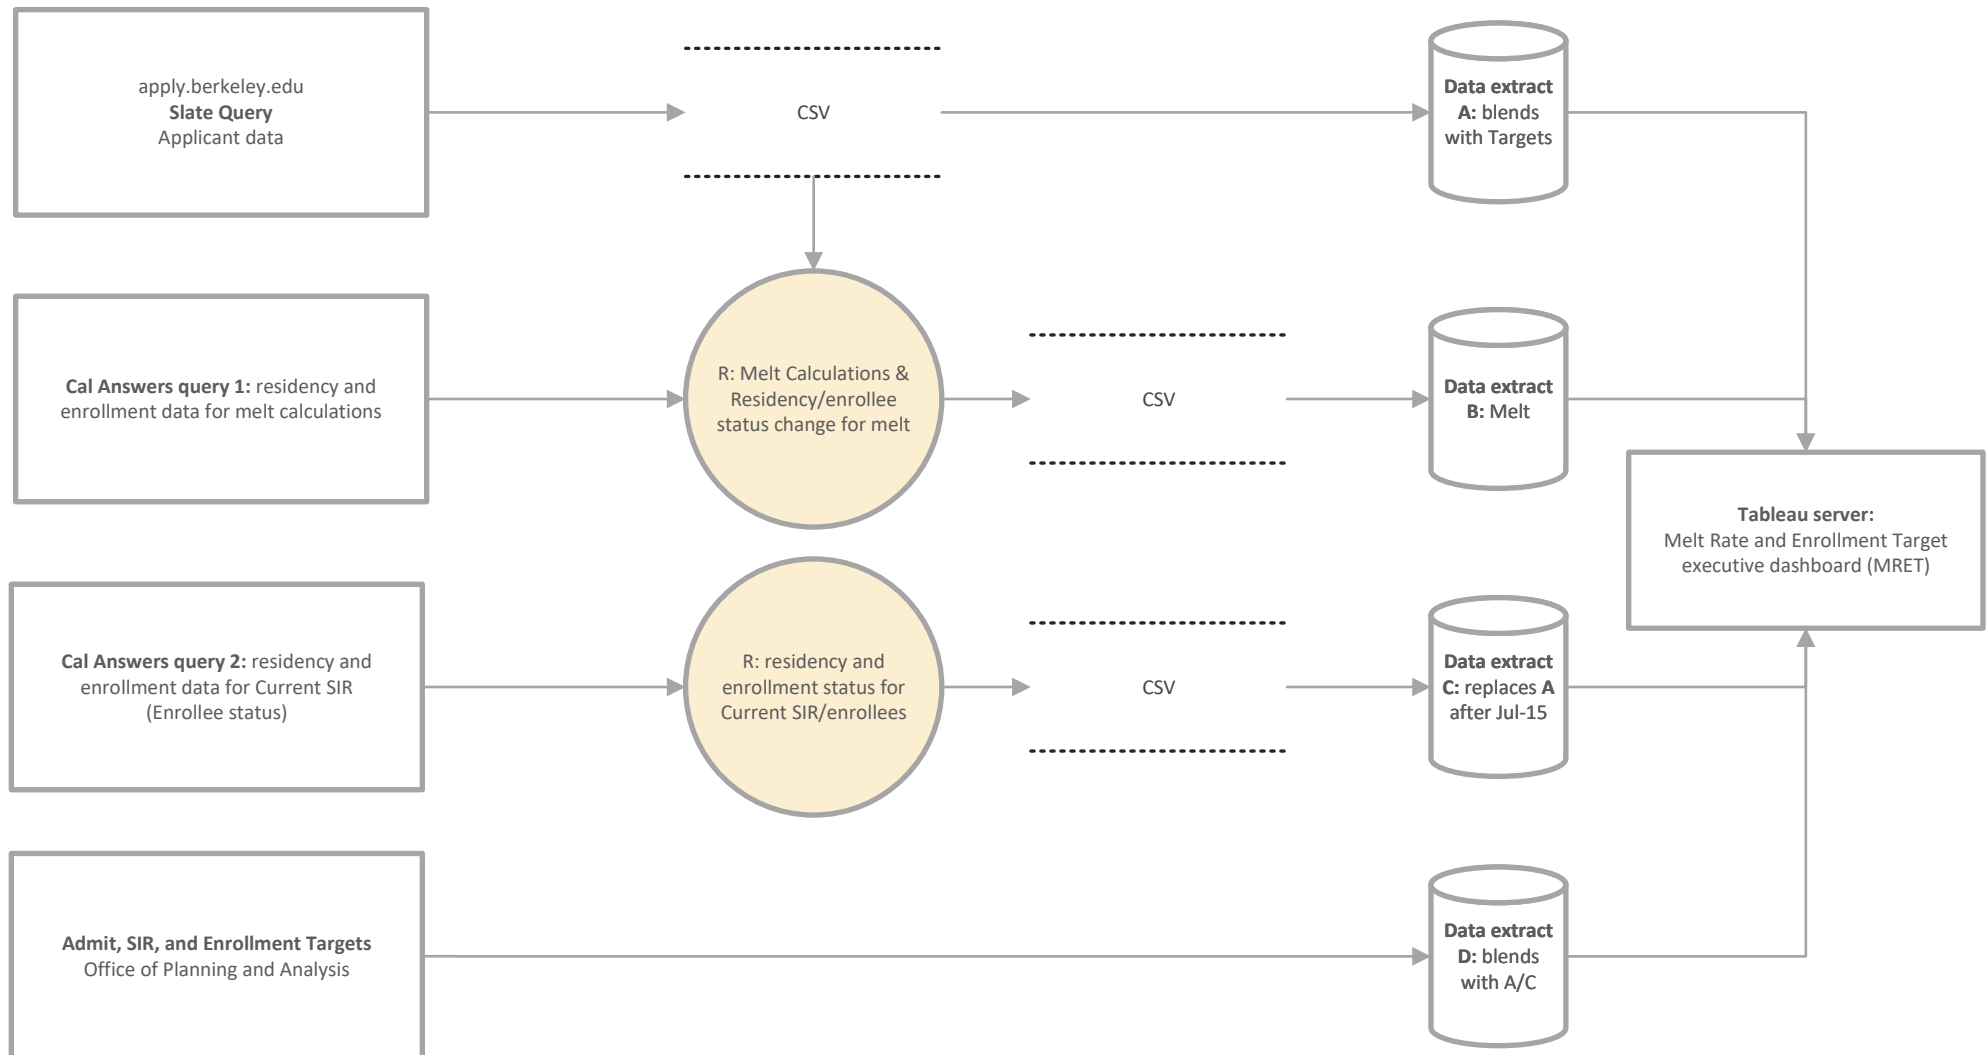 apply.berkeley.edu
Slate Query
Applicant data
CSV
Data extract
A: blends
with Targets
Cal Answers query 1: residency and
enrollment data for melt calculations
R: Melt Calculations &
Residency/enrollee
status change for melt
CSV
Data extract
B: Melt
Tableau server:
Melt Rate and Enrollment Target
executive dashboard (MRET)
Cal Answers query 2: residency and
enrollment data for Current SIR
(Enrollee status)
R: residency and
enrollment status for
Current SIR/enrollees
CSV
Data extract
C: replaces A
after Jul-15
Admit, SIR, and Enrollment Targets
Office of Planning and Analysis
Data extract
D: blends
with A/C